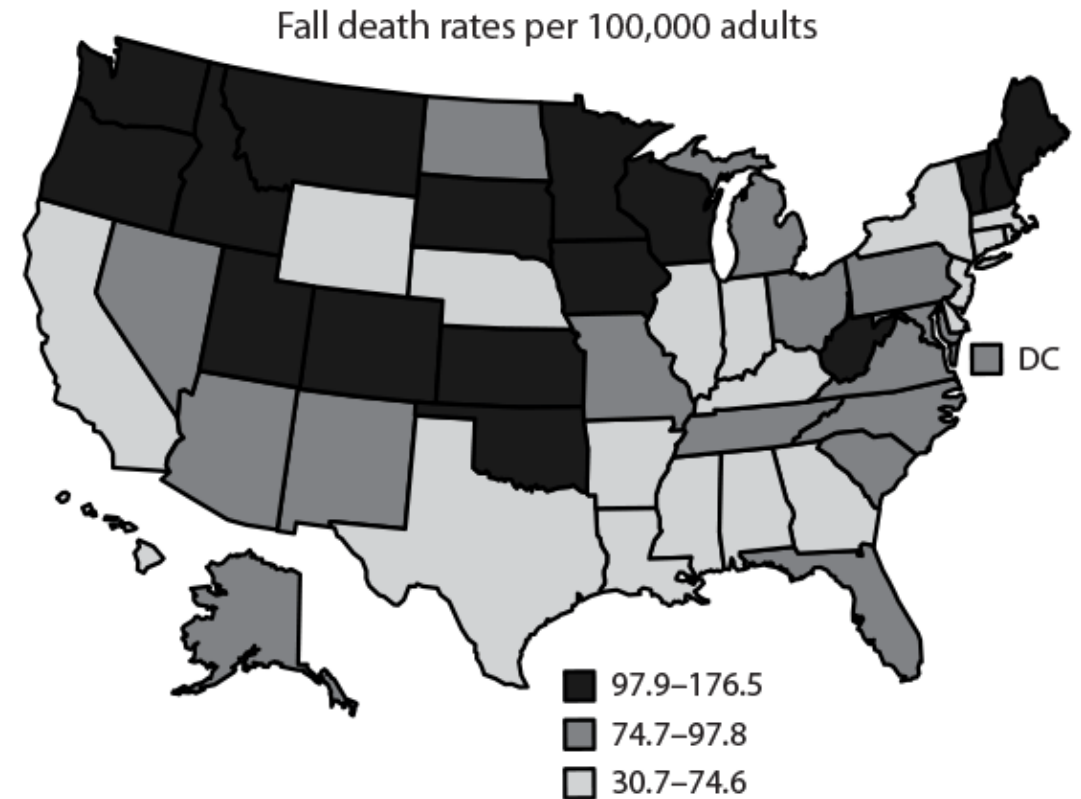 Fall death rates per 100,000 adults
DC
97.9–176.5
74.7–97.8
30.7–74.6